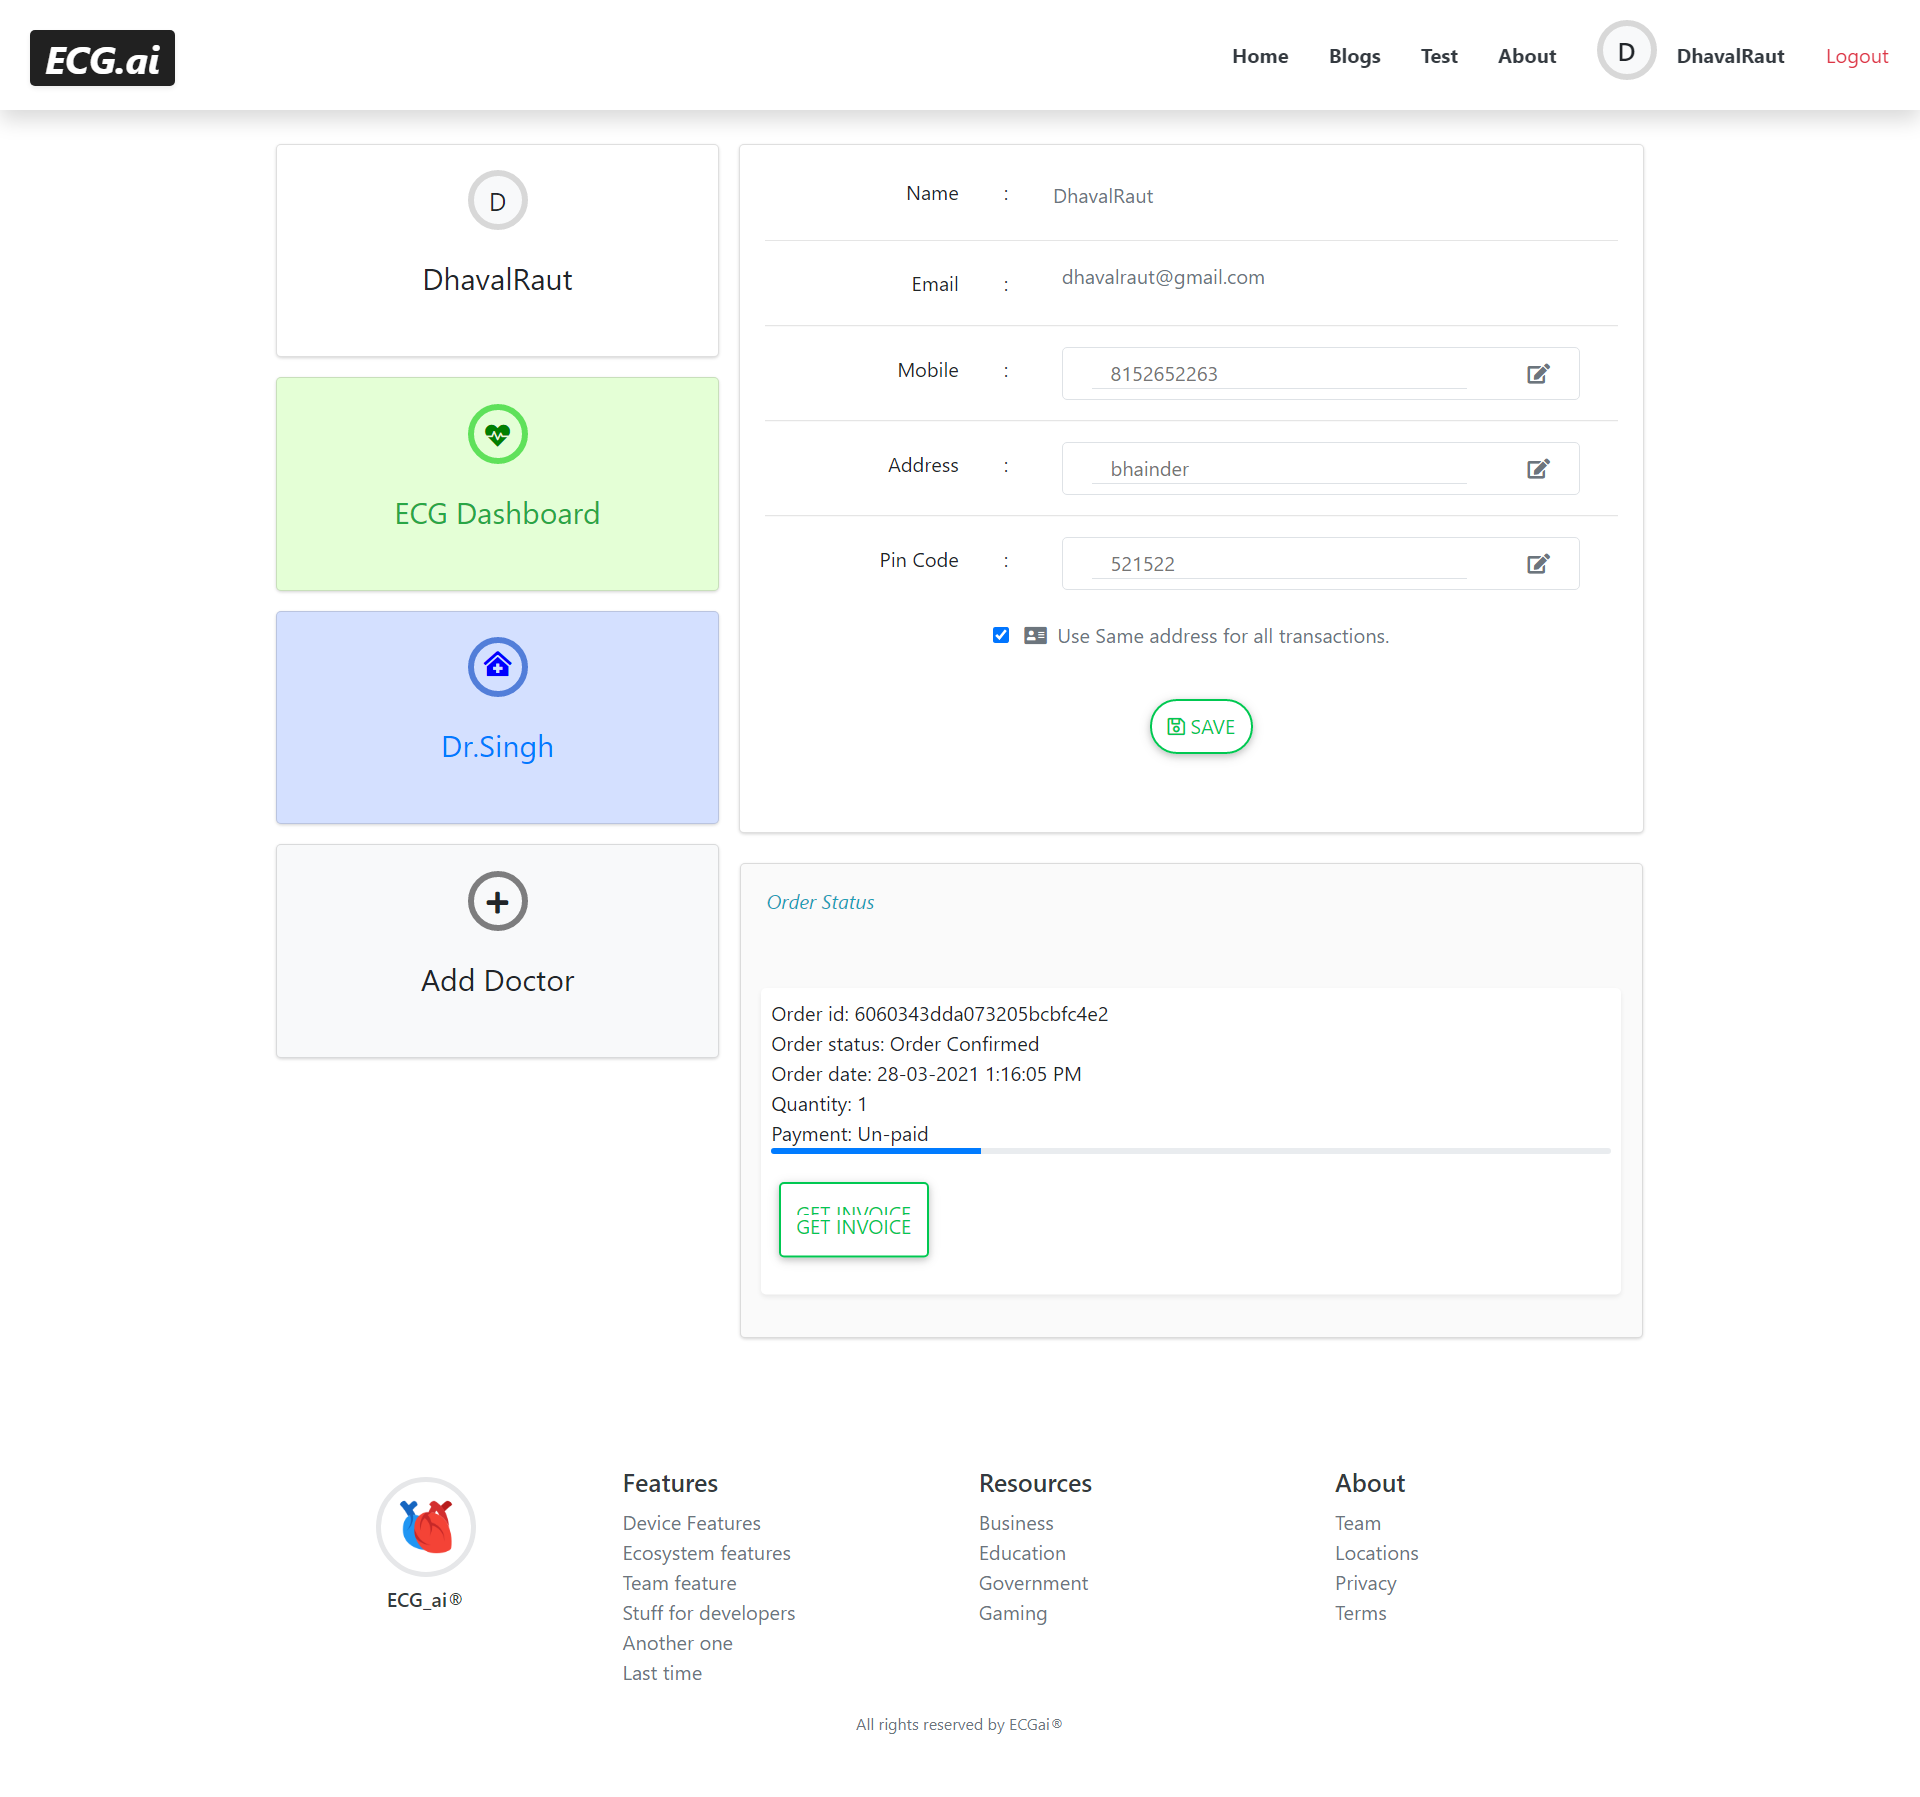 ECG.ai
Home Blogs Test About D DhavalRaut Logout
D
DhavalRaut
ECG Dashboard
Dr.Singh
Add Doctor
Name : DhavalRaut
Email : dhavalraut@gmail.com
Mobile : 8152652263
Address : bhainder
Pin Code : 521522
Use Same address for all transactions.
SAVE
Order Status
Order id: 6060343dda073205bcbfc4e2
Order status: Order Confirmed
Order date: 28-03-2021 1:16:05 PM
Quantity: 1
Payment: Un-paid
GET INVOICE
GET INVOICE
ECG_ai®
Features
Device Features
Ecosystem features
Team feature
Stuff for developers
Another one
Last time
Resources
Business
Education
Government
Gaming
About
Team
Locations
Privacy
Terms
All rights reserved by ECGai®